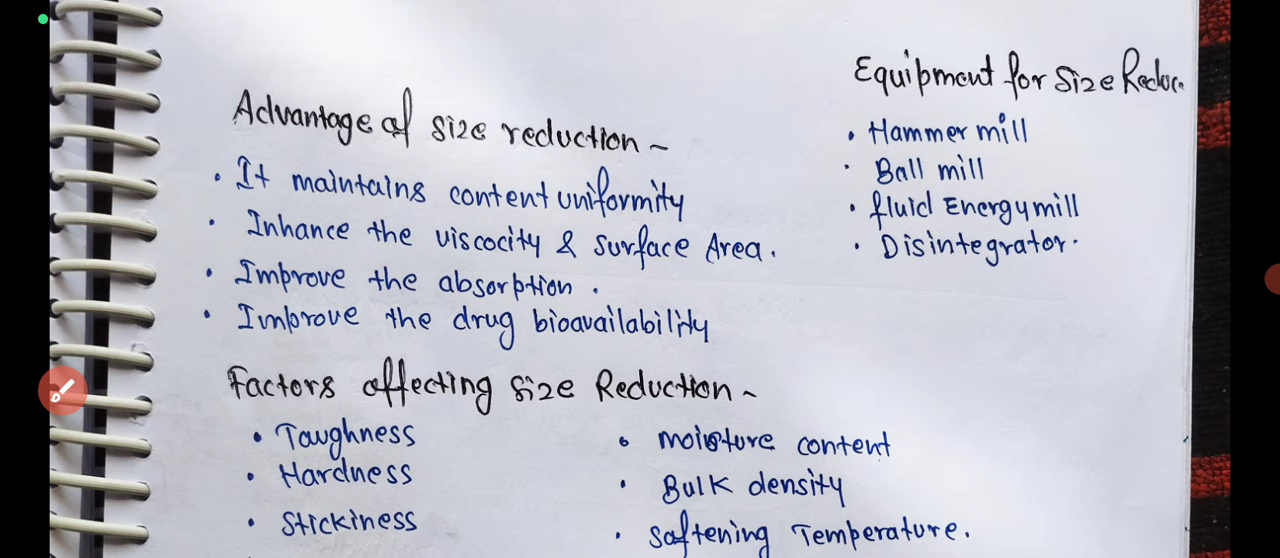 Advantage of size reduction ~
• It maintains content uniformity
• Inhance the viscocity & surface Area.
• Improve the absorption.
• Improve the drug bioavailability
Equipment for Size Reduc
• Hammer mill
• Ball mill
• fluid Energy mill
• Disintegrator.
Factors affecting size Reduction ~
• Toughness
• Hardness
• Stickiness
• moisture content
• Bulk density
• Softening Temperature.